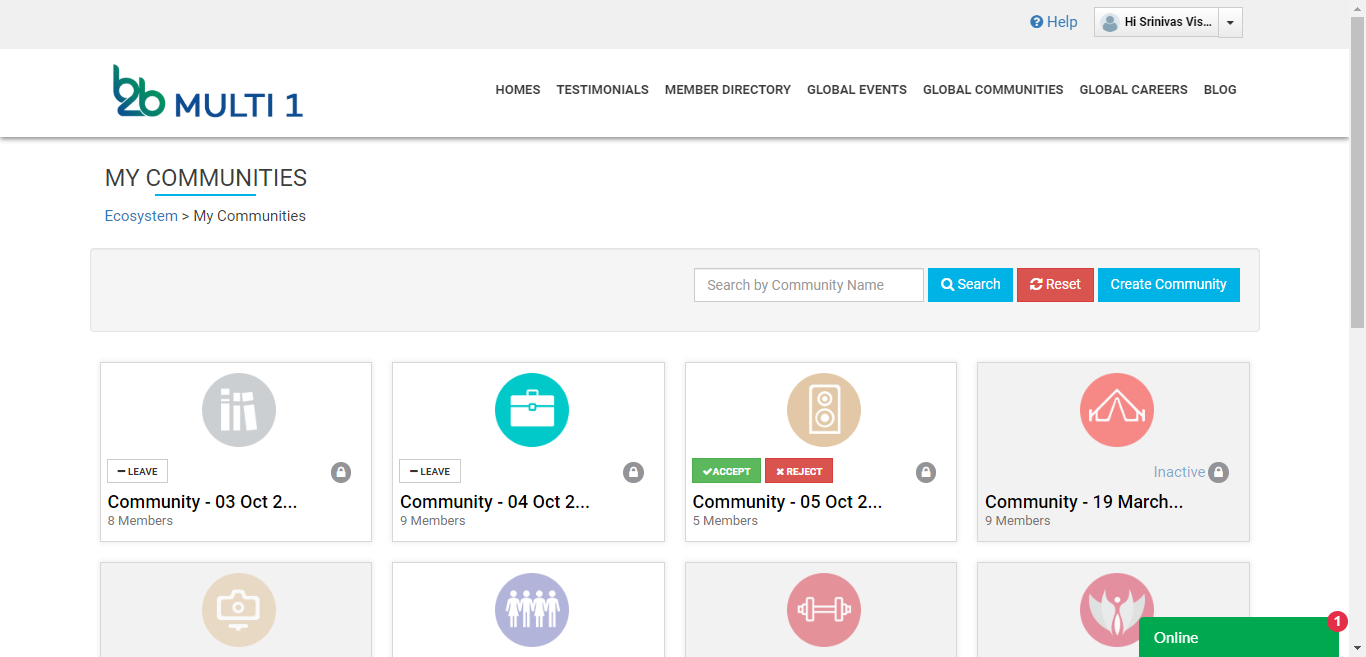 Help
Hi Srinivas Vis...
b2b MULTI 1
HOMES TESTIMONIALS MEMBER DIRECTORY GLOBAL EVENTS GLOBAL COMMUNITIES GLOBAL CAREERS BLOG
MY COMMUNITIES
Ecosystem > My Communities
Search by Community Name Search Reset Create Community
LEAVE
Community - 03 Oct 2...
8 Members
LEAVE
Community - 04 Oct 2...
9 Members
ACCEPT REJECT
Community - 05 Oct 2...
5 Members
Inactive
Community - 19 March...
9 Members
Online
1